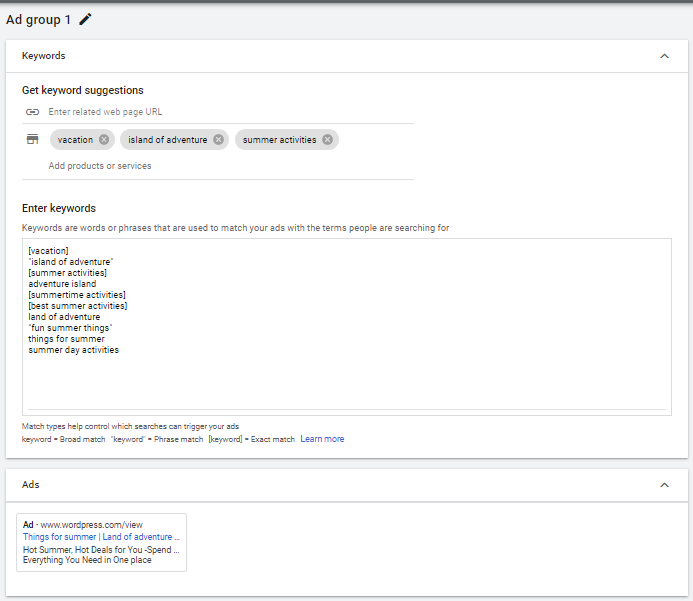 Ad group 1
Keywords
Get keyword suggestions
Enter related web page URL
vacation island of adventure summer activities
Add products or services
Enter keywords
Keywords are words or phrases that are used to match your ads with the terms people are searching for
[vacation]
"island of adventure"
[summer activities]
adventure island
[summertime activities]
[best summer activities]
land of adventure
"fun summer things"
things for summer
summer day activities
Match types help control which searches can trigger your ads
keyword = Broad match "keyword" = Phrase match [keyword] = Exact match Learn more
Ads
Ad · www.wordpress.com/view
Things for summer | Land of adventure ...
Hot Summer, Hot Deals for You -Spend ...
Everything You Need in One place